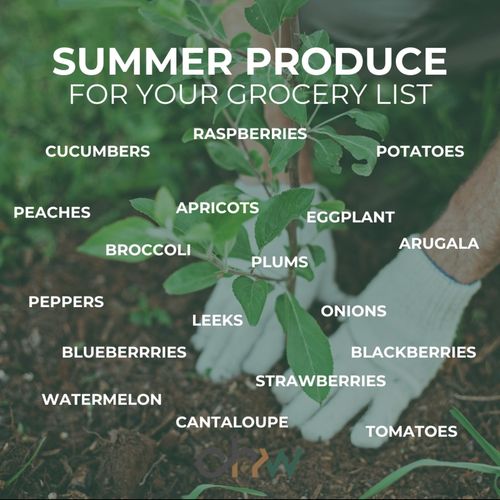 SUMMER PRODUCE
FOR YOUR GROCERY LIST
RASPBERRIES
CUCUMBERS
POTATOES
PEACHES
APRICOTS
EGGPLANT
BROCCOLI
PLUMS
ARUGALA
PEPPERS
LEEKS
ONIONS
BLUEBERRRIES
BLACKBERRIES
STRAWBERRIES
WATERMELON
CANTALOUPE
TOMATOES